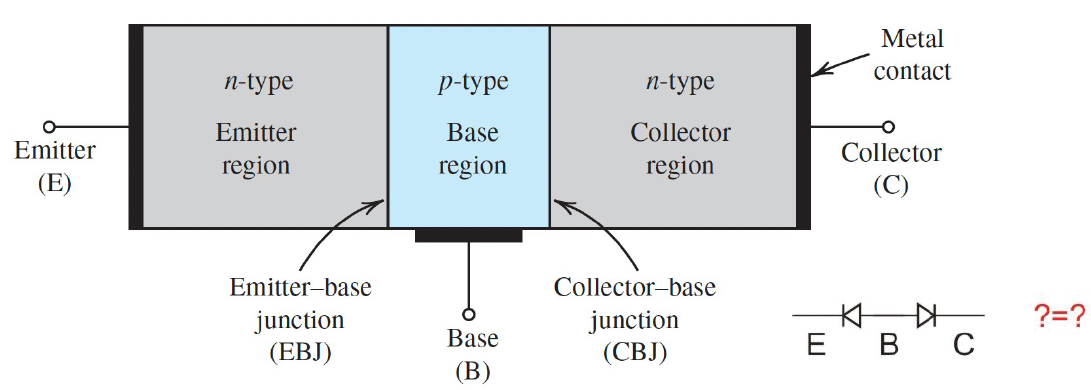 Metal
contact
n-type
p-type
n-type
Emitter
region
Base
region
Collector
region
Emitter
(E)
Collector
(C)
Emitter–base
junction
(EBJ)
Base
(B)
Collector–base
junction
(CBJ)
E B C
?=?